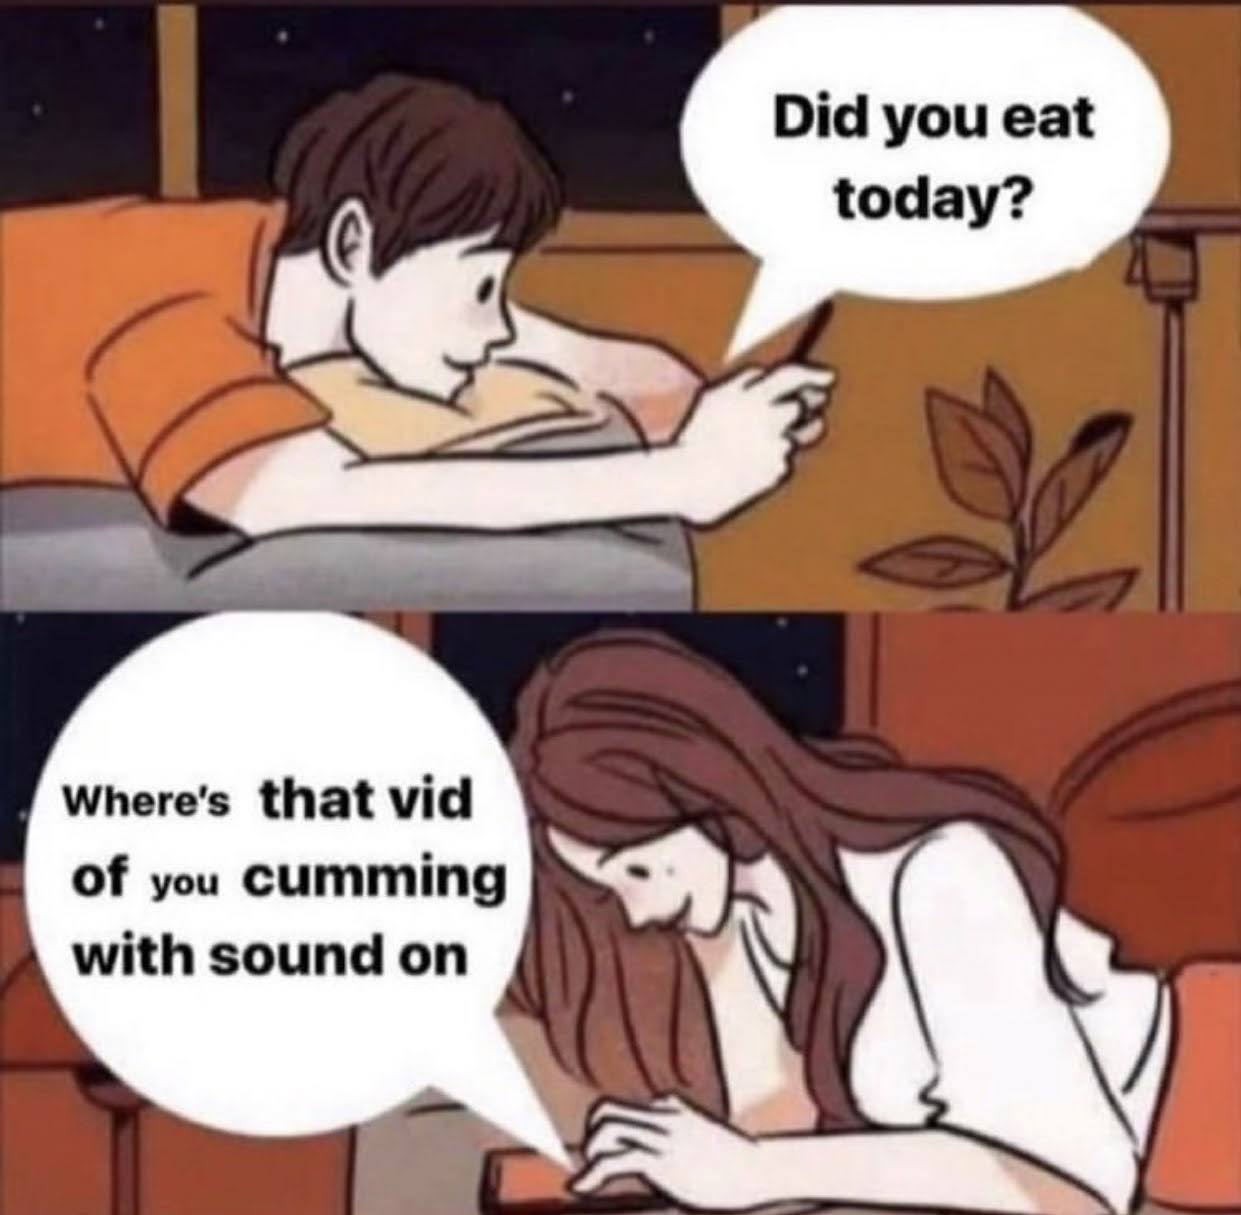 Did you eat
today?
Where's that vid
of you cumming
with sound on